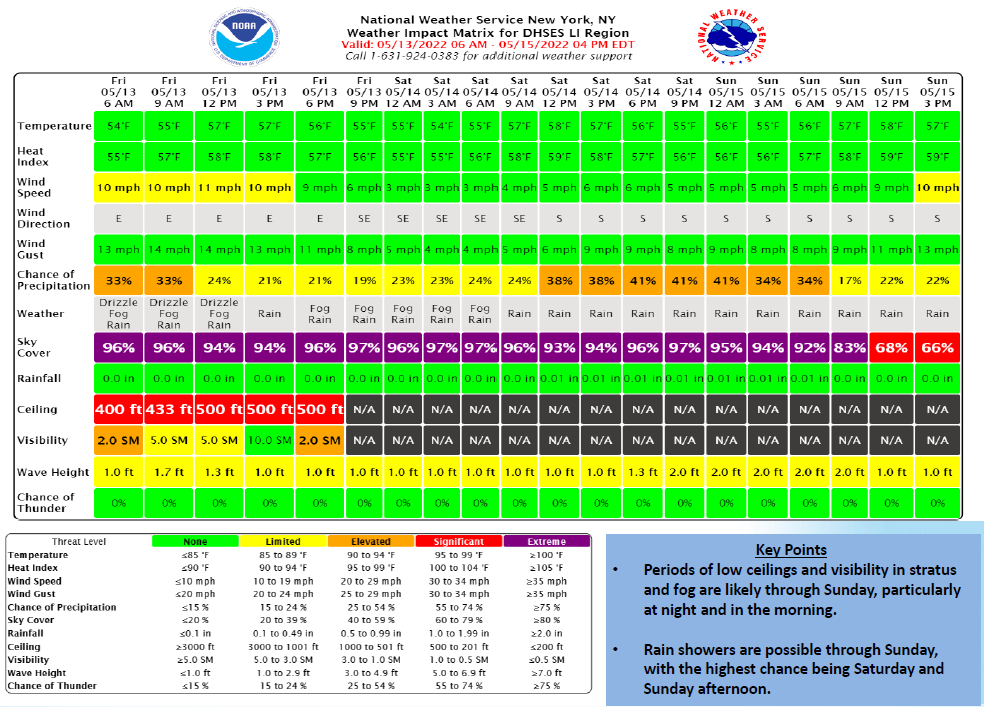 National Weather Service New York, NY
Weather Impact Matrix for DHSES LI Region
Valid: 05/13/2022 06 AM - 05/15/2022 04 PM EDT
Call 1-631-924-0383 for additional weather support
NOAA
NATIONAL WEATHER SERVICE
Fri Fri Fri Fri Fri Fri Sat Sat Sat Sat Sat Sat Sat Sat Sun Sun Sun Sun Sun Sun
05/13 05/13 05/13 05/13 05/13 05/13 05/14 05/14 05/14 05/14 05/14 05/14 05/14 05/14 05/15 05/15 05/15 05/15 05/15 05/15
6 AM 9 AM 12 PM 3 PM 6 PM 9 PM 12 AM 3 AM 6 AM 9 AM 12 PM 3 PM 6 PM 9 PM 12 AM 3 AM 6 AM 9 AM 12 PM 3 PM
Temperature 54°F 55°F 57°F 57°F 56°F 55°F 55°F 54°F 55°F 57°F 58°F 57°F 56°F 55°F 56°F 55°F 56°F 57°F 58°F 57°F
Heat Index 55°F 57°F 58°F 58°F 57°F 56°F 55°F 55°F 56°F 58°F 59°F 58°F 57°F 56°F 56°F 56°F 57°F 58°F 59°F 59°F
Wind Speed 10 mph 10 mph 11 mph 10 mph 9 mph 6 mph 3 mph 3 mph 3 mph 4 mph 5 mph 6 mph 6 mph 5 mph 5 mph 5 mph 5 mph 6 mph 9 mph 10 mph
Wind Direction E E E E E SE SE SE SE SE S S S S S S S S S S
Wind Gust 13 mph 14 mph 14 mph 13 mph 11 mph 8 mph 5 mph 4 mph 4 mph 5 mph 6 mph 9 mph 9 mph 8 mph 9 mph 8 mph 8 mph 9 mph 11 mph 13 mph
Chance of Precipitation 33% 33% 24% 21% 21% 19% 23% 23% 24% 24% 38% 38% 41% 41% 41% 34% 34% 17% 22% 22%
Weather Drizzle Fog Rain Drizzle Fog Rain Drizzle Fog Rain Rain Fog Rain Fog Rain Fog Rain Fog Rain Fog Rain Rain Rain Rain Rain Rain Rain Rain Rain Rain Rain Rain
Sky Cover 96% 96% 94% 94% 96% 97% 96% 97% 97% 96% 93% 94% 96% 97% 95% 94% 92% 83% 68% 66%
Rainfall 0.0 in 0.0 in 0.0 in 0.0 in 0.0 in 0.0 in 0.0 in 0.0 in 0.0 in 0.0 in 0.01 in 0.01 in 0.01 in 0.01 in 0.01 in 0.01 in 0.01 in 0.0 in 0.0 in 0.0 in
Ceiling 400 ft 433 ft 500 ft 500 ft 500 ft N/A N/A N/A N/A N/A N/A N/A N/A N/A N/A N/A N/A N/A N/A N/A
Visibility 2.0 SM 5.0 SM 5.0 SM 10.0 SM 2.0 SM N/A N/A N/A N/A N/A N/A N/A N/A N/A N/A N/A N/A N/A N/A N/A
Wave Height 1.0 ft 1.7 ft 1.3 ft 1.0 ft 1.0 ft 1.0 ft 1.0 ft 1.0 ft 1.0 ft 1.0 ft 1.0 ft 1.0 ft 1.3 ft 2.0 ft 2.0 ft 2.0 ft 2.0 ft 2.0 ft 1.0 ft 1.0 ft
Chance of Thunder 0% 0% 0% 0% 0% 0% 0% 0% 0% 0% 0% 0% 0% 0% 0% 0% 0% 0% 0% 0%
Threat Level None Limited Elevated Significant Extreme
Temperature ≤85 °F 85 to 89 °F 90 to 94 °F 95 to 99 °F ≥100 °F
Heat Index ≤90 °F 90 to 94 °F 95 to 99 °F 100 to 104 °F ≥105 °F
Wind Speed ≤10 mph 10 to 19 mph 20 to 29 mph 30 to 34 mph ≥35 mph
Wind Gust ≤20 mph 20 to 24 mph 25 to 29 mph 30 to 34 mph ≥35 mph
Chance of Precipitation ≤15 % 15 to 24 % 25 to 54 % 55 to 74 % ≥75 %
Sky Cover ≤20 % 20 to 39 % 40 to 59 % 60 to 79 % ≥80 %
Rainfall ≤0.1 in 0.1 to 0.49 in 0.5 to 0.99 in 1.0 to 1.99 in ≥2.0 in
Ceiling ≥3000 ft 3000 to 1001 ft 1000 to 501 ft 500 to 201 ft ≤200 ft
Visibility ≥5.0 SM 5.0 to 3.0 SM 3.0 to 1.0 SM 1.0 to 0.5 SM ≤0.5 SM
Wave Height ≤1.0 ft 1.0 to 2.9 ft 3.0 to 4.9 ft 5.0 to 6.9 ft ≥7.0 ft
Chance of Thunder ≤15 % 15 to 24 % 25 to 54 % 55 to 74 % ≥75 %
Key Points
• Periods of low ceilings and visibility in stratus
and fog are likely through Sunday, particularly
at night and in the morning.
• Rain showers are possible through Sunday,
with the highest chance being Saturday and
Sunday afternoon.